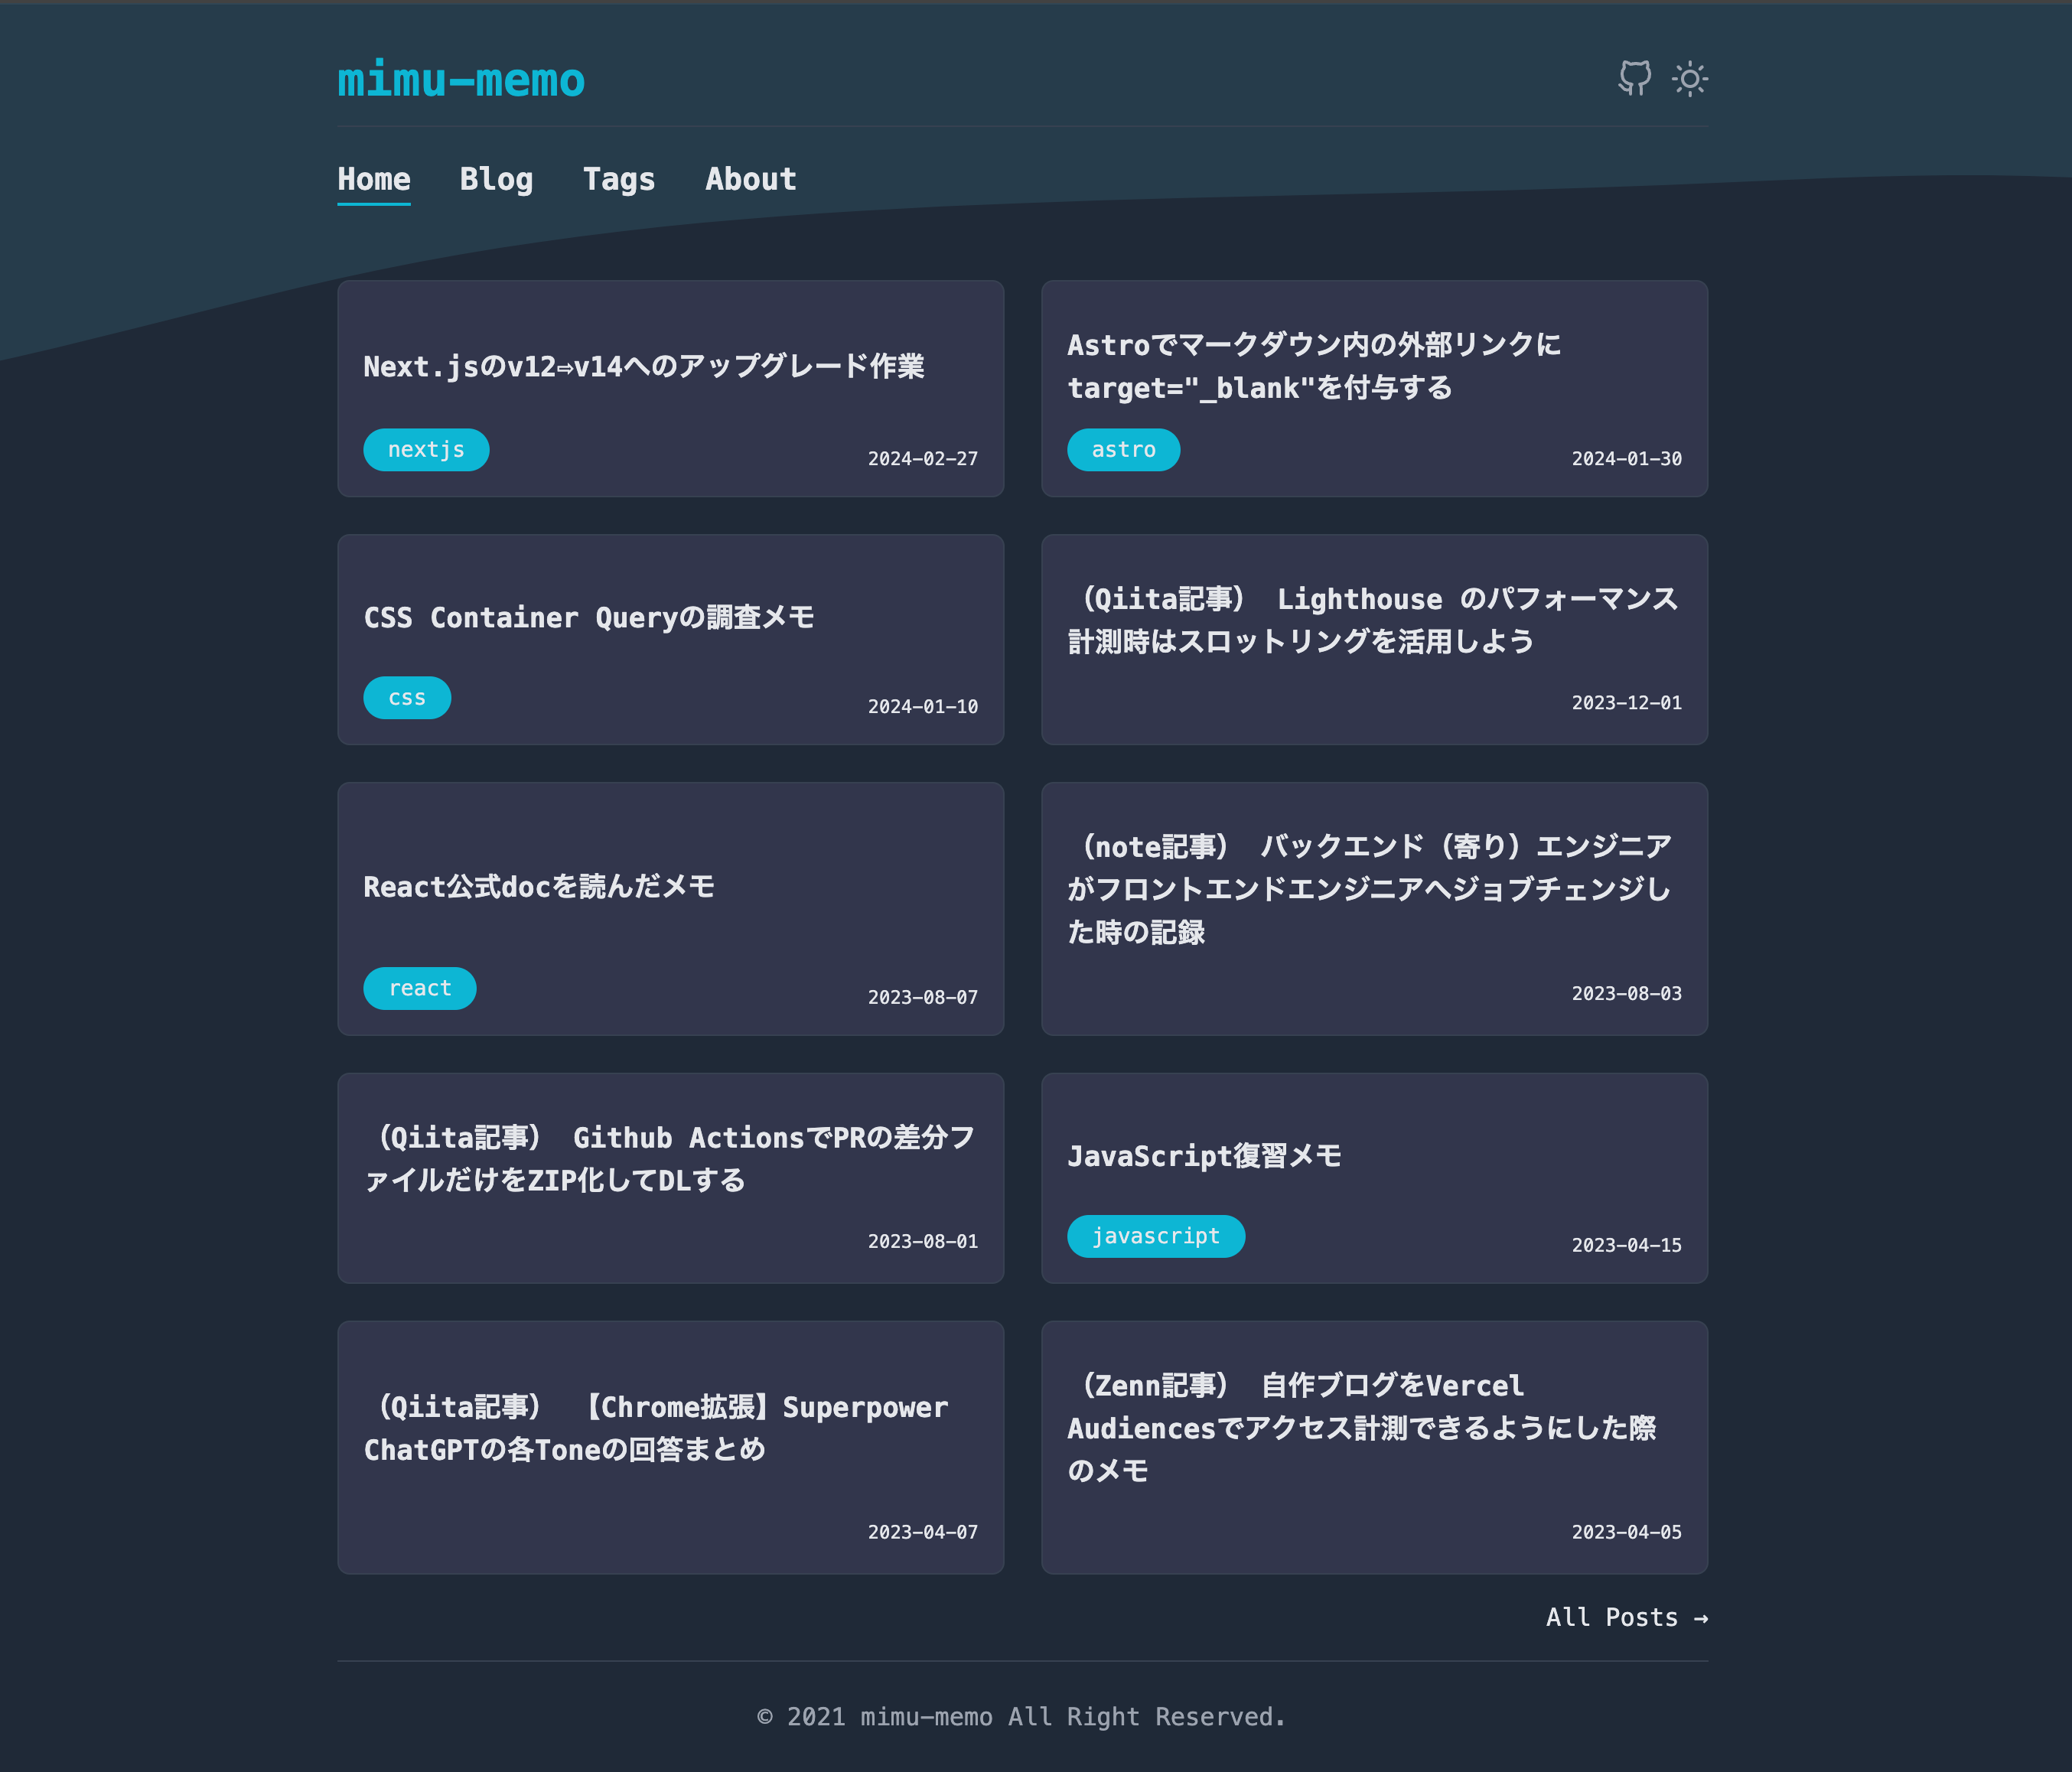 mimu-memo
Home Blog Tags About
Next.jsのv12⇨v14へのアップグレード作業
nextjs
2024-02-27
Astroでマークダウン内の外部リンクに
target="_blank"を付与する
astro
2024-01-30
CSS Container Queryの調査メモ
css
2024-01-10
（Qiita記事） Lighthouse のパフォーマンス
計測時はスロットリングを活用しよう
2023-12-01
React公式docを読んだメモ
react
2023-08-07
（note記事） バックエンド（寄り）エンジニア
がフロントエンドエンジニアへジョブチェンジし
た時の記録
2023-08-03
（Qiita記事） Github ActionsでPRの差分フ
ァイルだけをZIP化してDLする
2023-08-01
JavaScript復習メモ
javascript
2023-04-15
（Qiita記事） 【Chrome拡張】Superpower
ChatGPTの各Toneの回答まとめ
2023-04-07
（Zenn記事） 自作ブログをVercel
Audiencesでアクセス計測できるようにした際
のメモ
2023-04-05
All Posts →
© 2021 mimu-memo All Right Reserved.